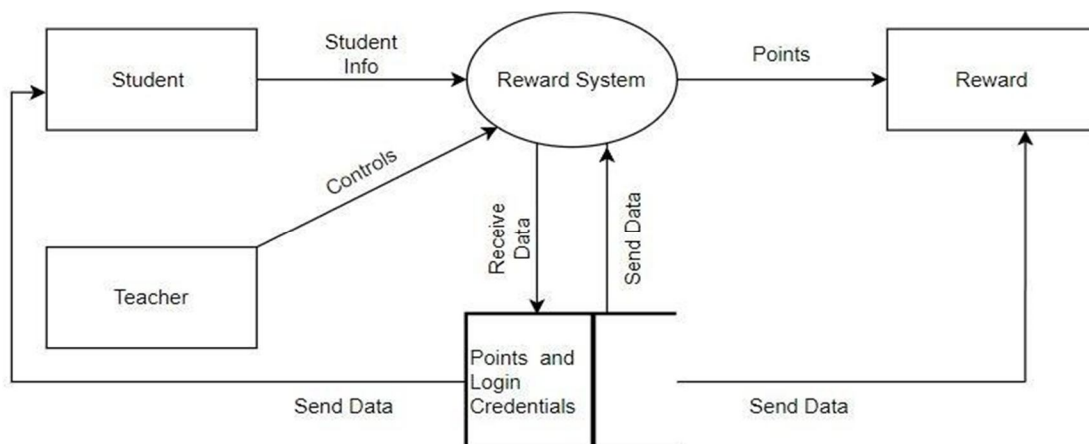 Student
Info
Student
Reward System
Points
Reward
Controls
Receive
Data
Send Data
Teacher
Points and
Login
Credentials
Send Data
Send Data